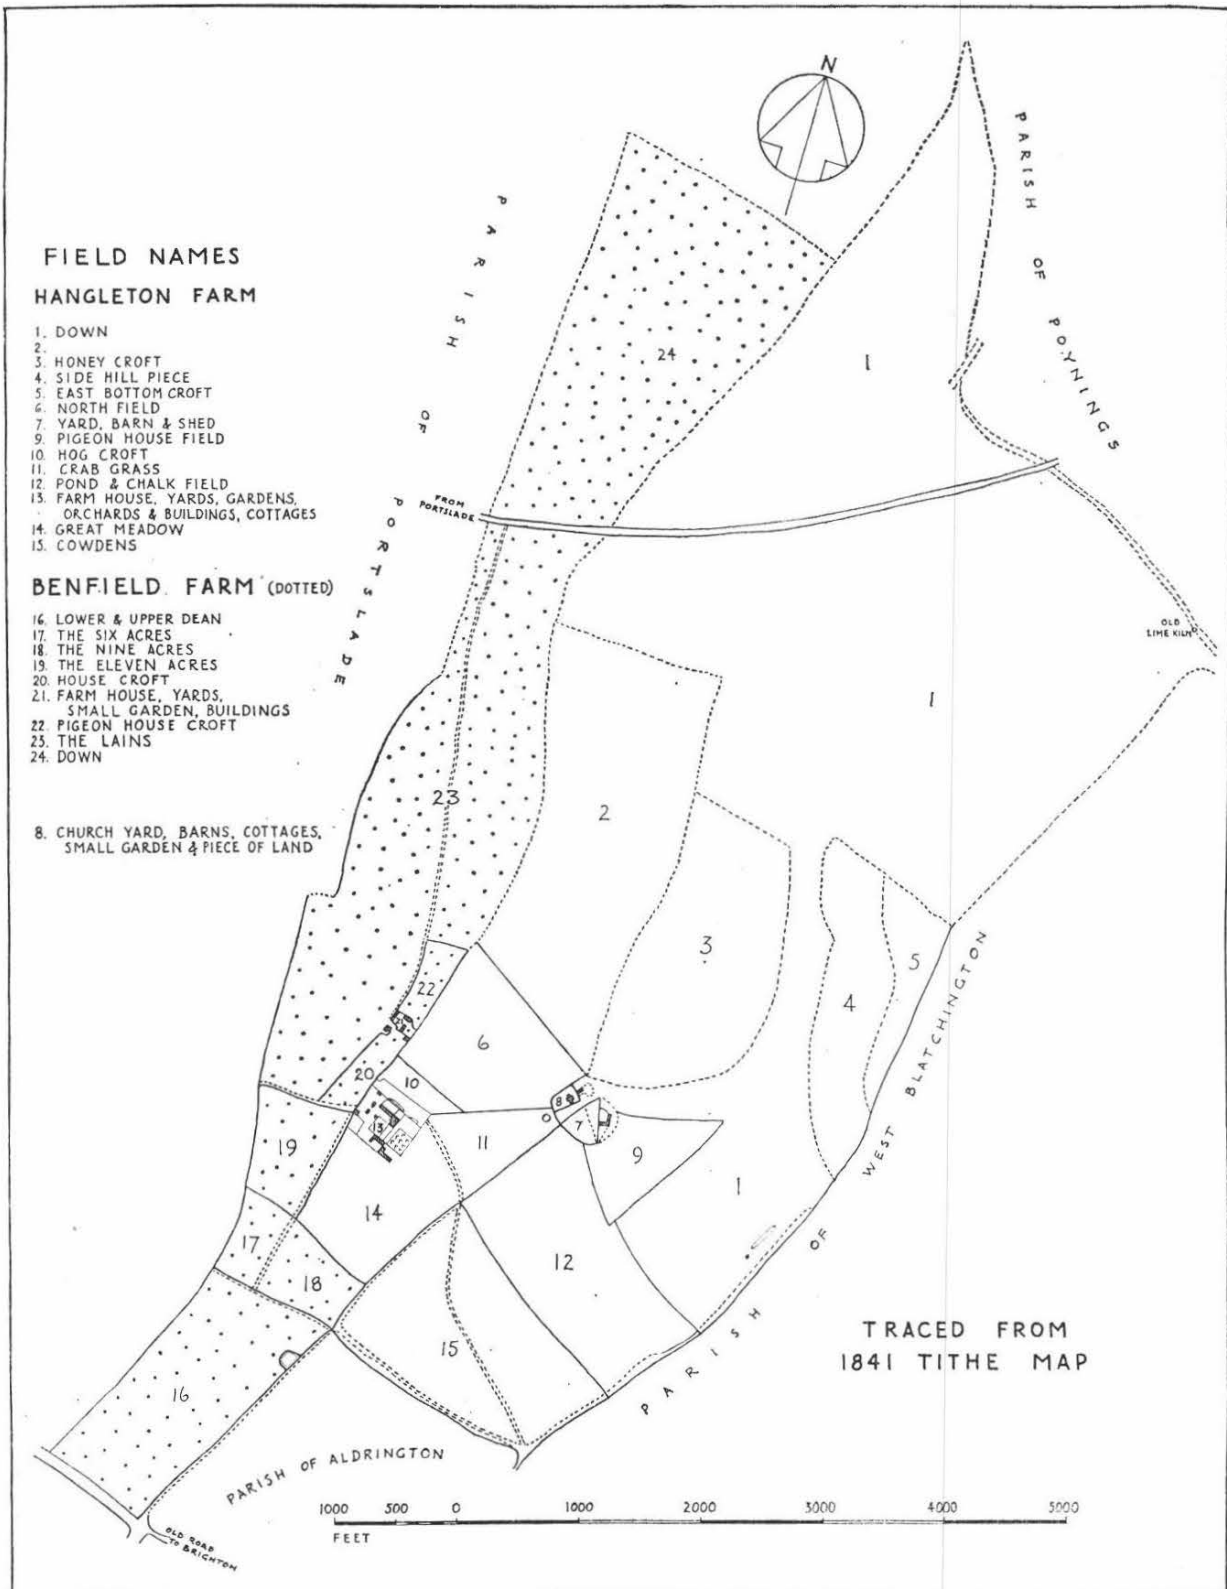 N
PARISH OF POYNINGS
PARISH OF PORTSLADE
FIELD NAMES
HANGLETON FARM
1. DOWN
2.
3. HONEY CROFT
4. SIDE HILL PIECE
5. EAST BOTTOM CROFT
6. NORTH FIELD
7. YARD, BARN & SHED
9. PIGEON HOUSE FIELD
10. HOG CROFT
11. CRAB GRASS
12. POND & CHALK FIELD
13. FARM HOUSE, YARDS, GARDENS,
ORCHARDS & BUILDINGS, COTTAGES
14. GREAT MEADOW
15. COWDENS
BENFIELD FARM (DOTTED)
16. LOWER & UPPER DEAN
17. THE SIX ACRES
18. THE NINE ACRES
19. THE ELEVEN ACRES
20. HOUSE CROFT
21. FARM HOUSE, YARDS,
SMALL GARDEN, BUILDINGS
22. PIGEON HOUSE CROFT
23. THE LAINS
24. DOWN
8. CHURCH YARD, BARNS, COTTAGES,
SMALL GARDEN & PIECE OF LAND
24
1
FROM
PORTSLADE
OLD
LIME KILN
1
23
2
3
5
4
22
21
6
20
10
8
7
13
11
9
19
14
1
17
18
12
15
16
PARISH OF WEST BLATCHINGTON
TRACED FROM
1841 TITHE MAP
PARISH OF ALDRINGTON
OLD ROAD
TO BRIGHTON
1000 500 0 1000 2000 3000 4000 5000
FEET